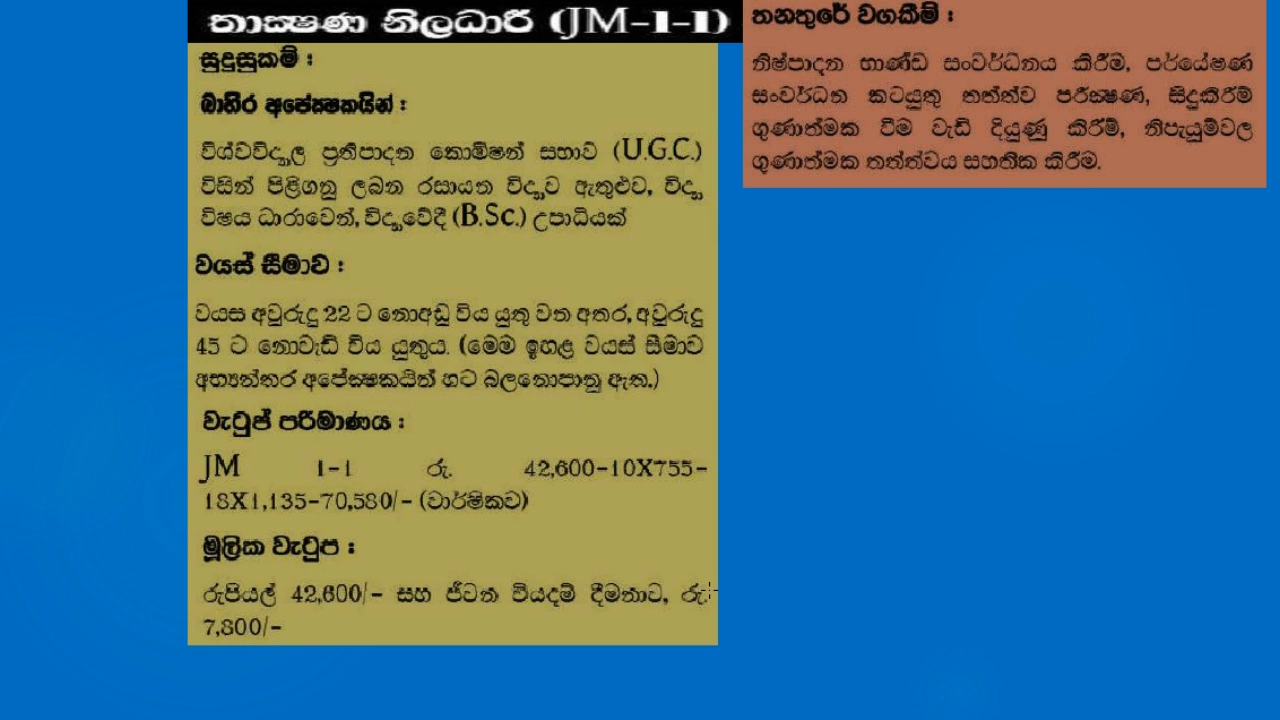 තාක්‍ෂණ නිලධාරී (JM-1-1)
සුදුසුකම් :
බාහිර අපේක්‍ෂකයින් :
විශ්වවිද්‍යාල ප්‍රතිපාදන කොමිෂන් සභාව (U.G.C.)
විසින් පිළිගනු ලබන රසායන විද්‍යාව ඇතුළුව, විද්‍යා
විෂය ධාරාවෙන්, විද්‍යාවේදී (B.Sc.) උපාධියක්
වයස් සීමාව :
වයස අවුරුදු 22 ට නොඅඩු විය යුතු වන අතර, අවුරුදු
45 ට නොවැඩි විය යුතුය. (මෙම ඉහළ වයස් සීමාව
අභ්‍යන්තර අපේක්‍ෂකයින් හට බලනොපානු ඇත.)
වැටුප් පරිමාණය :
JM 1-1 රු. 42,600-10X755-
18X1,135-70,580/- (වාර්ෂිකව)
මූලික වැටුප :
රුපියල් 42,600/- සහ ජීවන වියදම් දීමනාව, රු.
7,800/-
තනතුරේ වගකීම් :
නිෂ්පාදන භාණ්ඩ සංවර්ධනය කිරීම, පර්යේෂණ
සංවර්ධන කටයුතු තත්ත්ව පරීක්‍ෂණ, සිදුකිරීම්
ගුණාත්මක වීම වැඩි දියුණු කිරීම්, නිපැයුම්වල
ගුණාත්මක තත්ත්වය සහතික කිරීම.